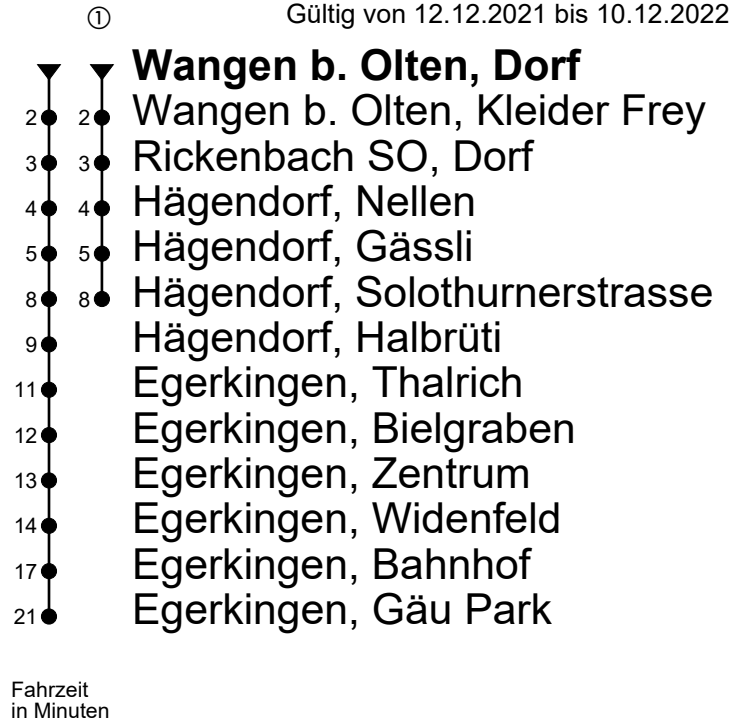 ① Gültig von 12.12.2021 bis 10.12.2022
Wangen b. Olten, Dorf
2 2 Wangen b. Olten, Kleider Frey
3 3 Rickenbach SO, Dorf
4 4 Hägendorf, Nellen
5 5 Hägendorf, Gässli
8 8 Hägendorf, Solothurnerstrasse
9 Hägendorf, Halbrüti
11 Egerkingen, Thalrich
12 Egerkingen, Bielgraben
13 Egerkingen, Zentrum
14 Egerkingen, Widenfeld
17 Egerkingen, Bahnhof
21 Egerkingen, Gäu Park
Fahrzeit
in Minuten